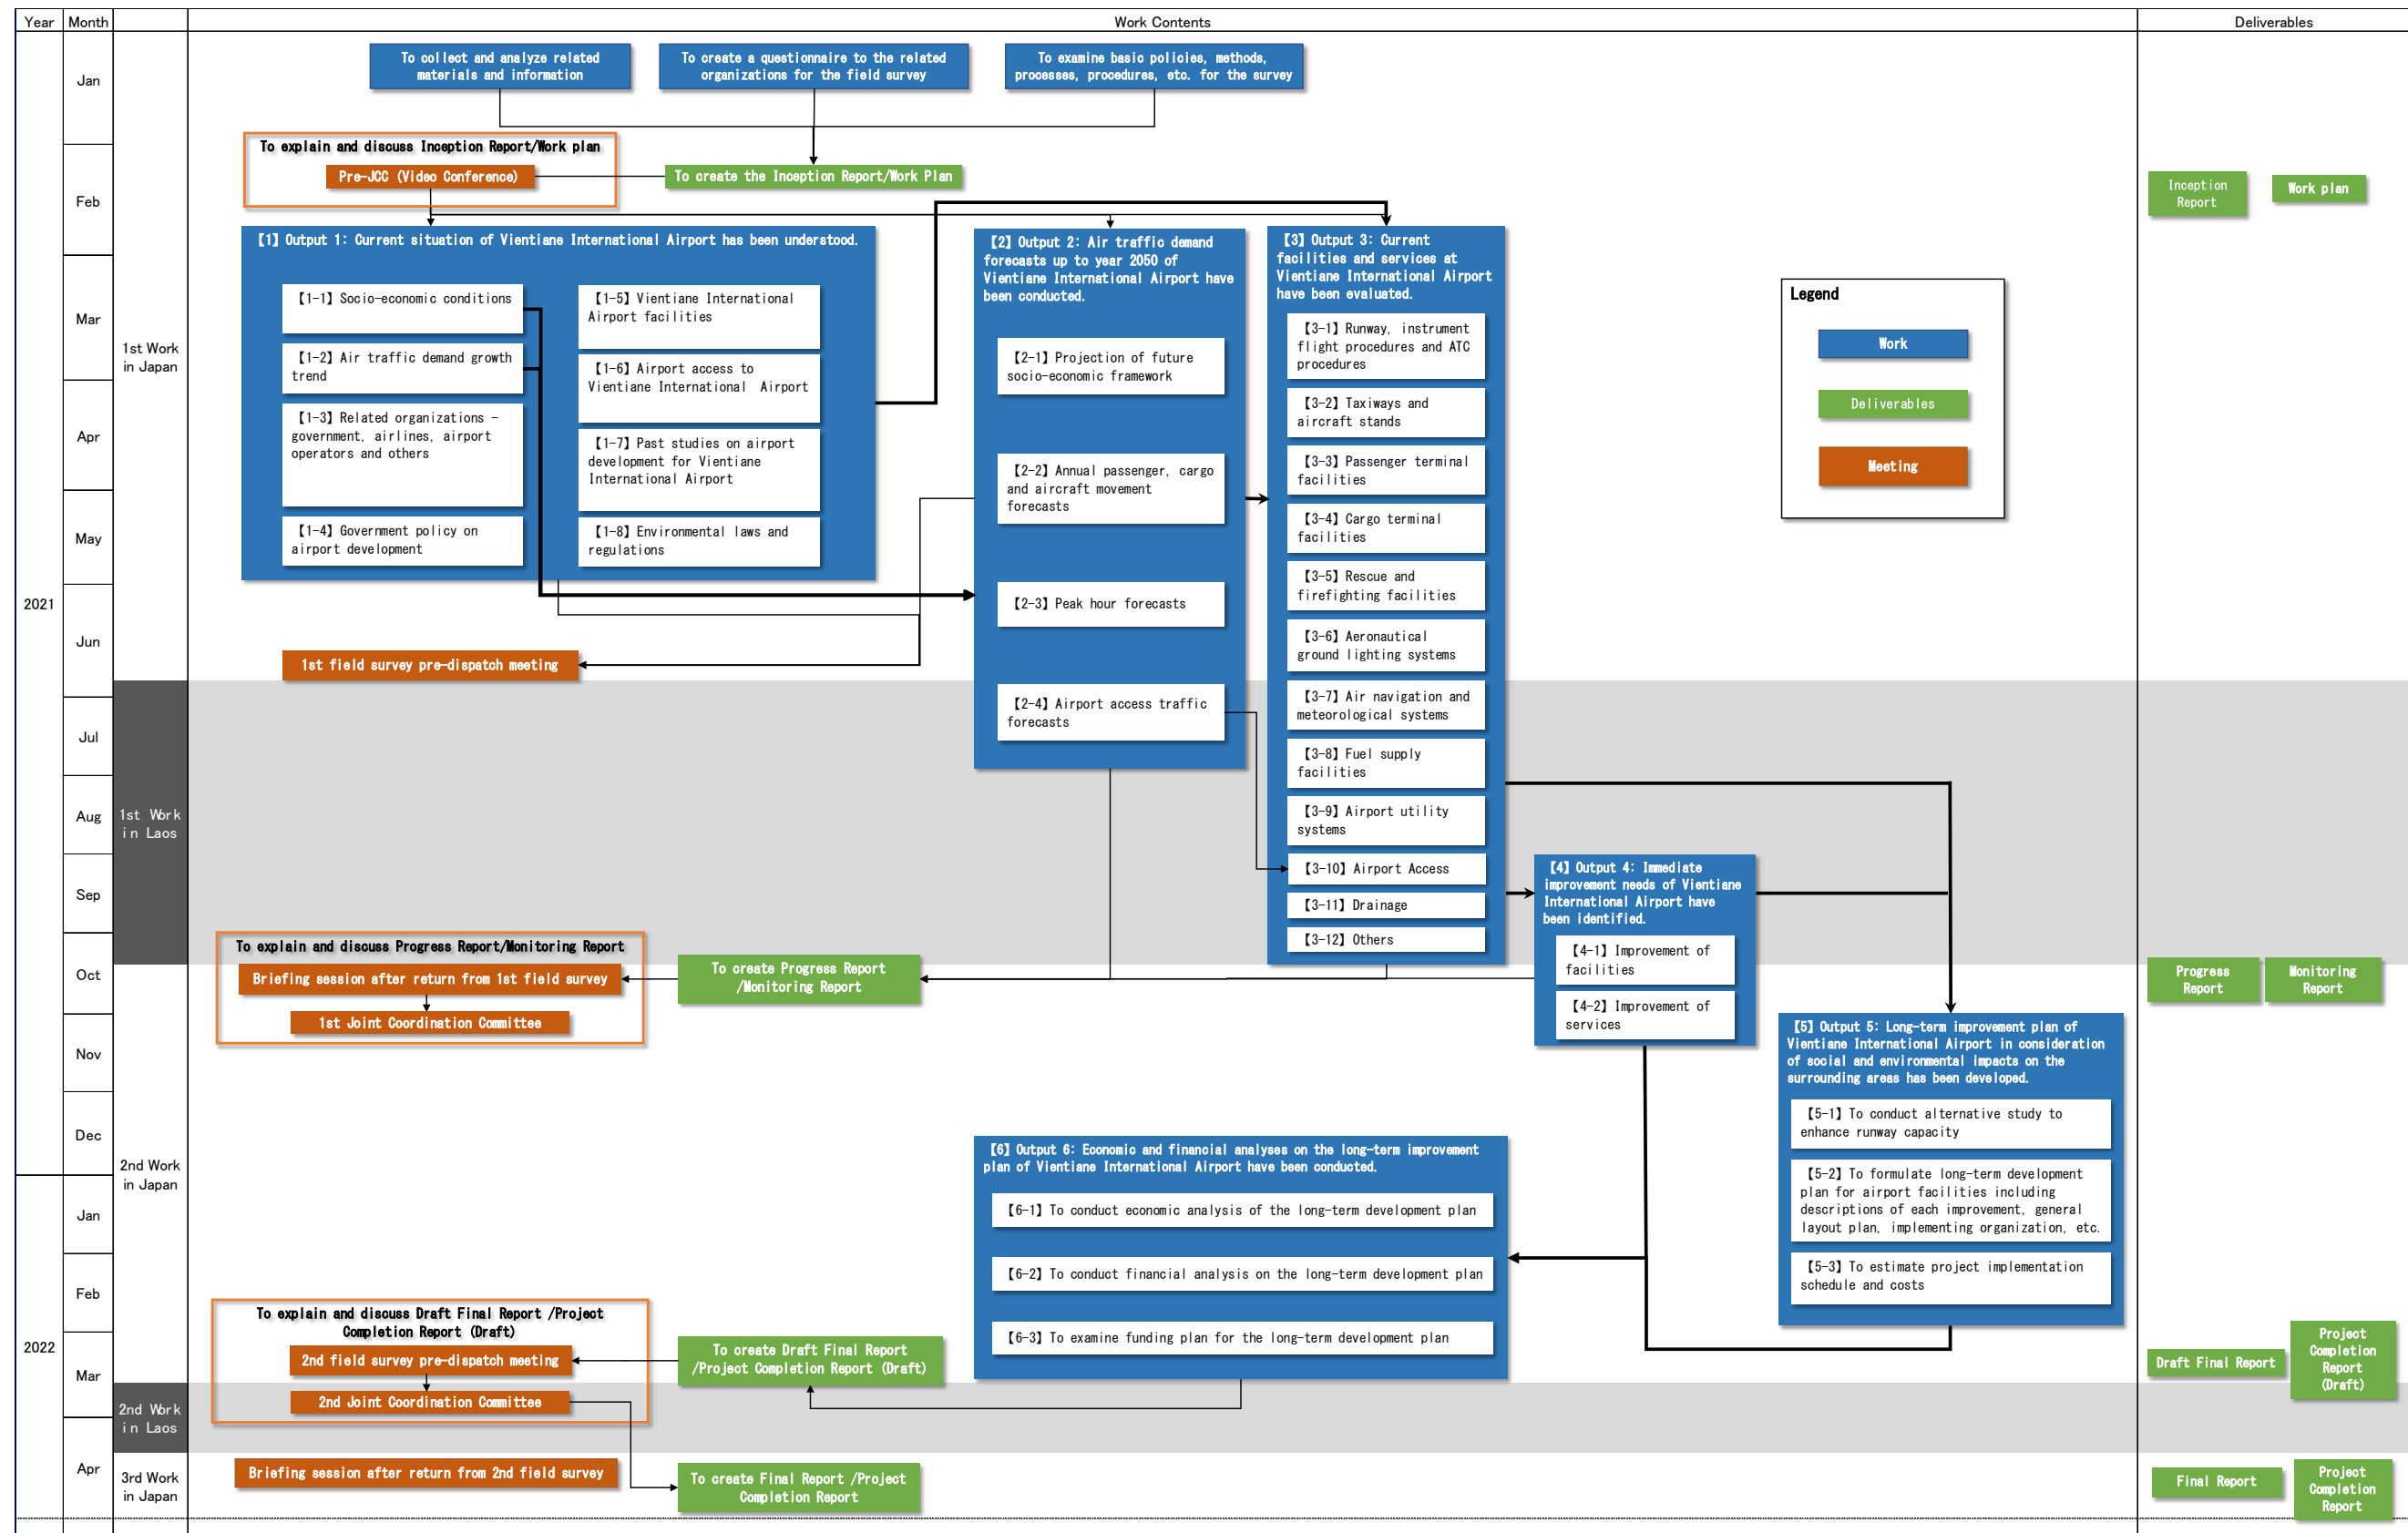 Year
Month
Work Contents
Deliverables
2021
2022
Jan
Feb
Mar
Apr
May
Jun
Jul
Aug
Sep
Oct
Nov
Dec
Jan
Feb
Mar
Apr
1st Work
in Japan
1st Work
in Laos
2nd Work
in Japan
2nd Work
in Laos
3rd Work
in Japan
To collect and analyze related
materials and information
To create a questionnaire to the related
organizations for the field survey
To examine basic policies, methods,
processes, procedures, etc. for the survey
To explain and discuss Inception Report/Work plan
Pre-JCC (Video Conference)
To create the Inception Report/Work Plan
Inception
Report
Work plan
【1】Output 1: Current situation of Vientiane International Airport has been understood.
【1-1】Socio-economic conditions
【1-2】Air traffic demand growth
trend
【1-3】Related organizations -
government, airlines, airport
operators and others
【1-4】Government policy on
airport development
【1-5】Vientiane International
Airport facilities
【1-6】Airport access to
Vientiane International Airport
【1-7】Past studies on airport
development for Vientiane
International Airport
【1-8】Environmental laws and
regulations
【2】Output 2: Air traffic demand
forecasts up to year 2050 of
Vientiane International Airport have
been conducted.
【2-1】Projection of future
socio-economic framework
【2-2】Annual passenger, cargo
and aircraft movement
forecasts
【2-3】Peak hour forecasts
【2-4】Airport access traffic
forecasts
【3】Output 3: Current
facilities and services at
Vientiane International Airport
have been evaluated.
【3-1】Runway, instrument
flight procedures and ATC
procedures
【3-2】Taxiways and
aircraft stands
【3-3】Passenger terminal
facilities
【3-4】Cargo terminal
facilities
【3-5】Rescue and
firefighting facilities
【3-6】Aeronautical
ground lighting systems
【3-7】Air navigation and
meteorological systems
【3-8】Fuel supply
facilities
【3-9】Airport utility
systems
【3-10】Airport Access
【3-11】Drainage
【3-12】Others
Legend
Work
Deliverables
Meeting
1st field survey pre-dispatch meeting
【4】Output 4: Immediate
improvement needs of Vientiane
International Airport have
been identified.
【4-1】Improvement of
facilities
【4-2】Improvement of
services
To explain and discuss Progress Report/Monitoring Report
Briefing session after return from 1st field survey
1st Joint Coordination Committee
To create Progress Report
/Monitoring Report
Progress
Report
Monitoring
Report
【5】Output 5: Long-term improvement plan of
Vientiane International Airport in consideration
of social and environmental impacts on the
surrounding areas has been developed.
【5-1】To conduct alternative study to
enhance runway capacity
【5-2】To formulate long-term development
plan for airport facilities including
descriptions of each improvement, general
layout plan, implementing organization, etc.
【5-3】To estimate project implementation
schedule and costs
【6】Output 6: Economic and financial analyses on the long-term improvement
plan of Vientiane International Airport have been conducted.
【6-1】To conduct economic analysis of the long-term development plan
【6-2】To conduct financial analysis on the long-term development plan
【6-3】To examine funding plan for the long-term development plan
To explain and discuss Draft Final Report /Project
Completion Report (Draft)
2nd field survey pre-dispatch meeting
2nd Joint Coordination Committee
To create Draft Final Report
/Project Completion Report (Draft)
Draft Final Report
Project
Completion
Report
(Draft)
Briefing session after return from 2nd field survey
To create Final Report /Project
Completion Report
Final Report
Project
Completion
Report